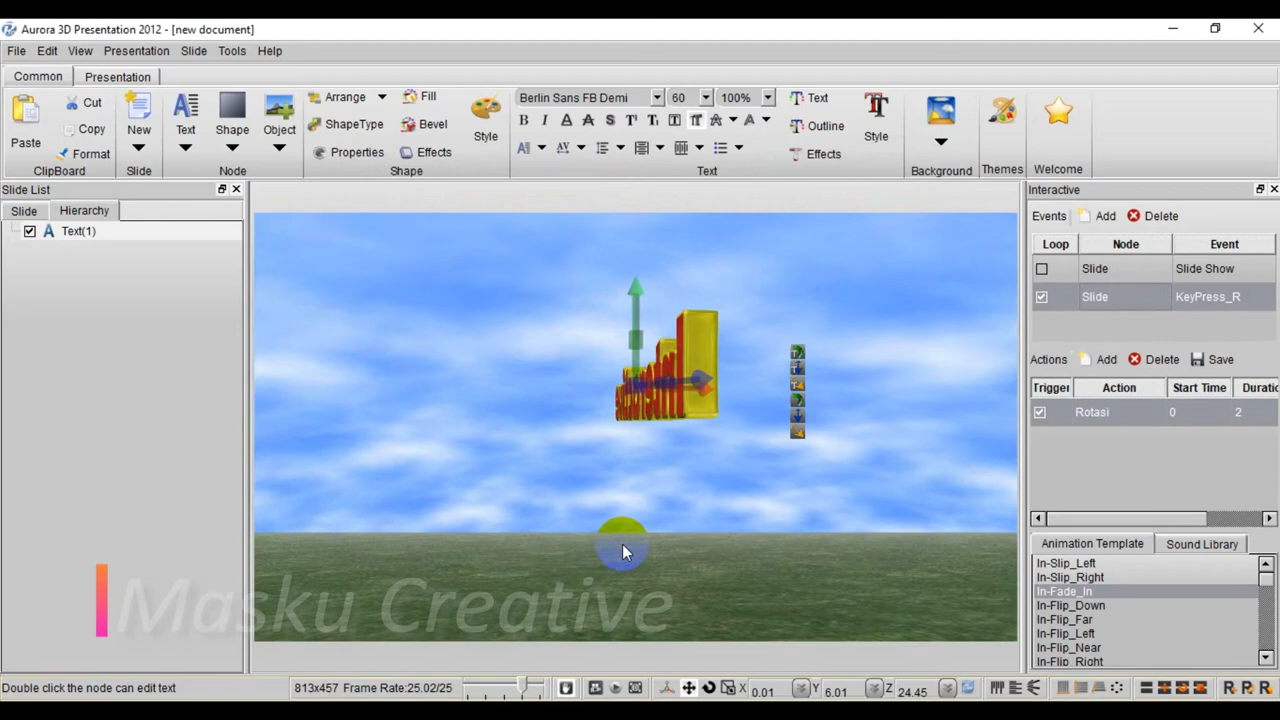 Aurora 3D Presentation 2012 - [new document]
File Edit View Presentation Slide Tools Help
Common Presentation
Paste Cut Copy Format ClipBoard
New Slide
Text Shape Object Node
Arrange ShapeType Properties Fill Bevel Effects Style Shape
Berlin Sans FB Demi 60 100% Text Outline Effects Style Text
Background Themes Welcome
Slide List
Slide Hierarchy
Text(1)
Interactive
Events Add Delete
Loop Node Event
Slide Slide Show
Slide KeyPress_R
Actions Add Delete Save
Trigger Action Start Time Duratio
Rotasi 0 2
Animation Template Sound Library
In-Slip_Left
In-Slip_Right
In-Fade_In
In-Flip_Down
In-Flip_Far
In-Flip_Left
In-Flip_Near
In-Flip_Right
Masku Creative
Double click the node can edit text 813x457 Frame Rate:25.02/25 X 0.01 Y 6.01 Z 24.45